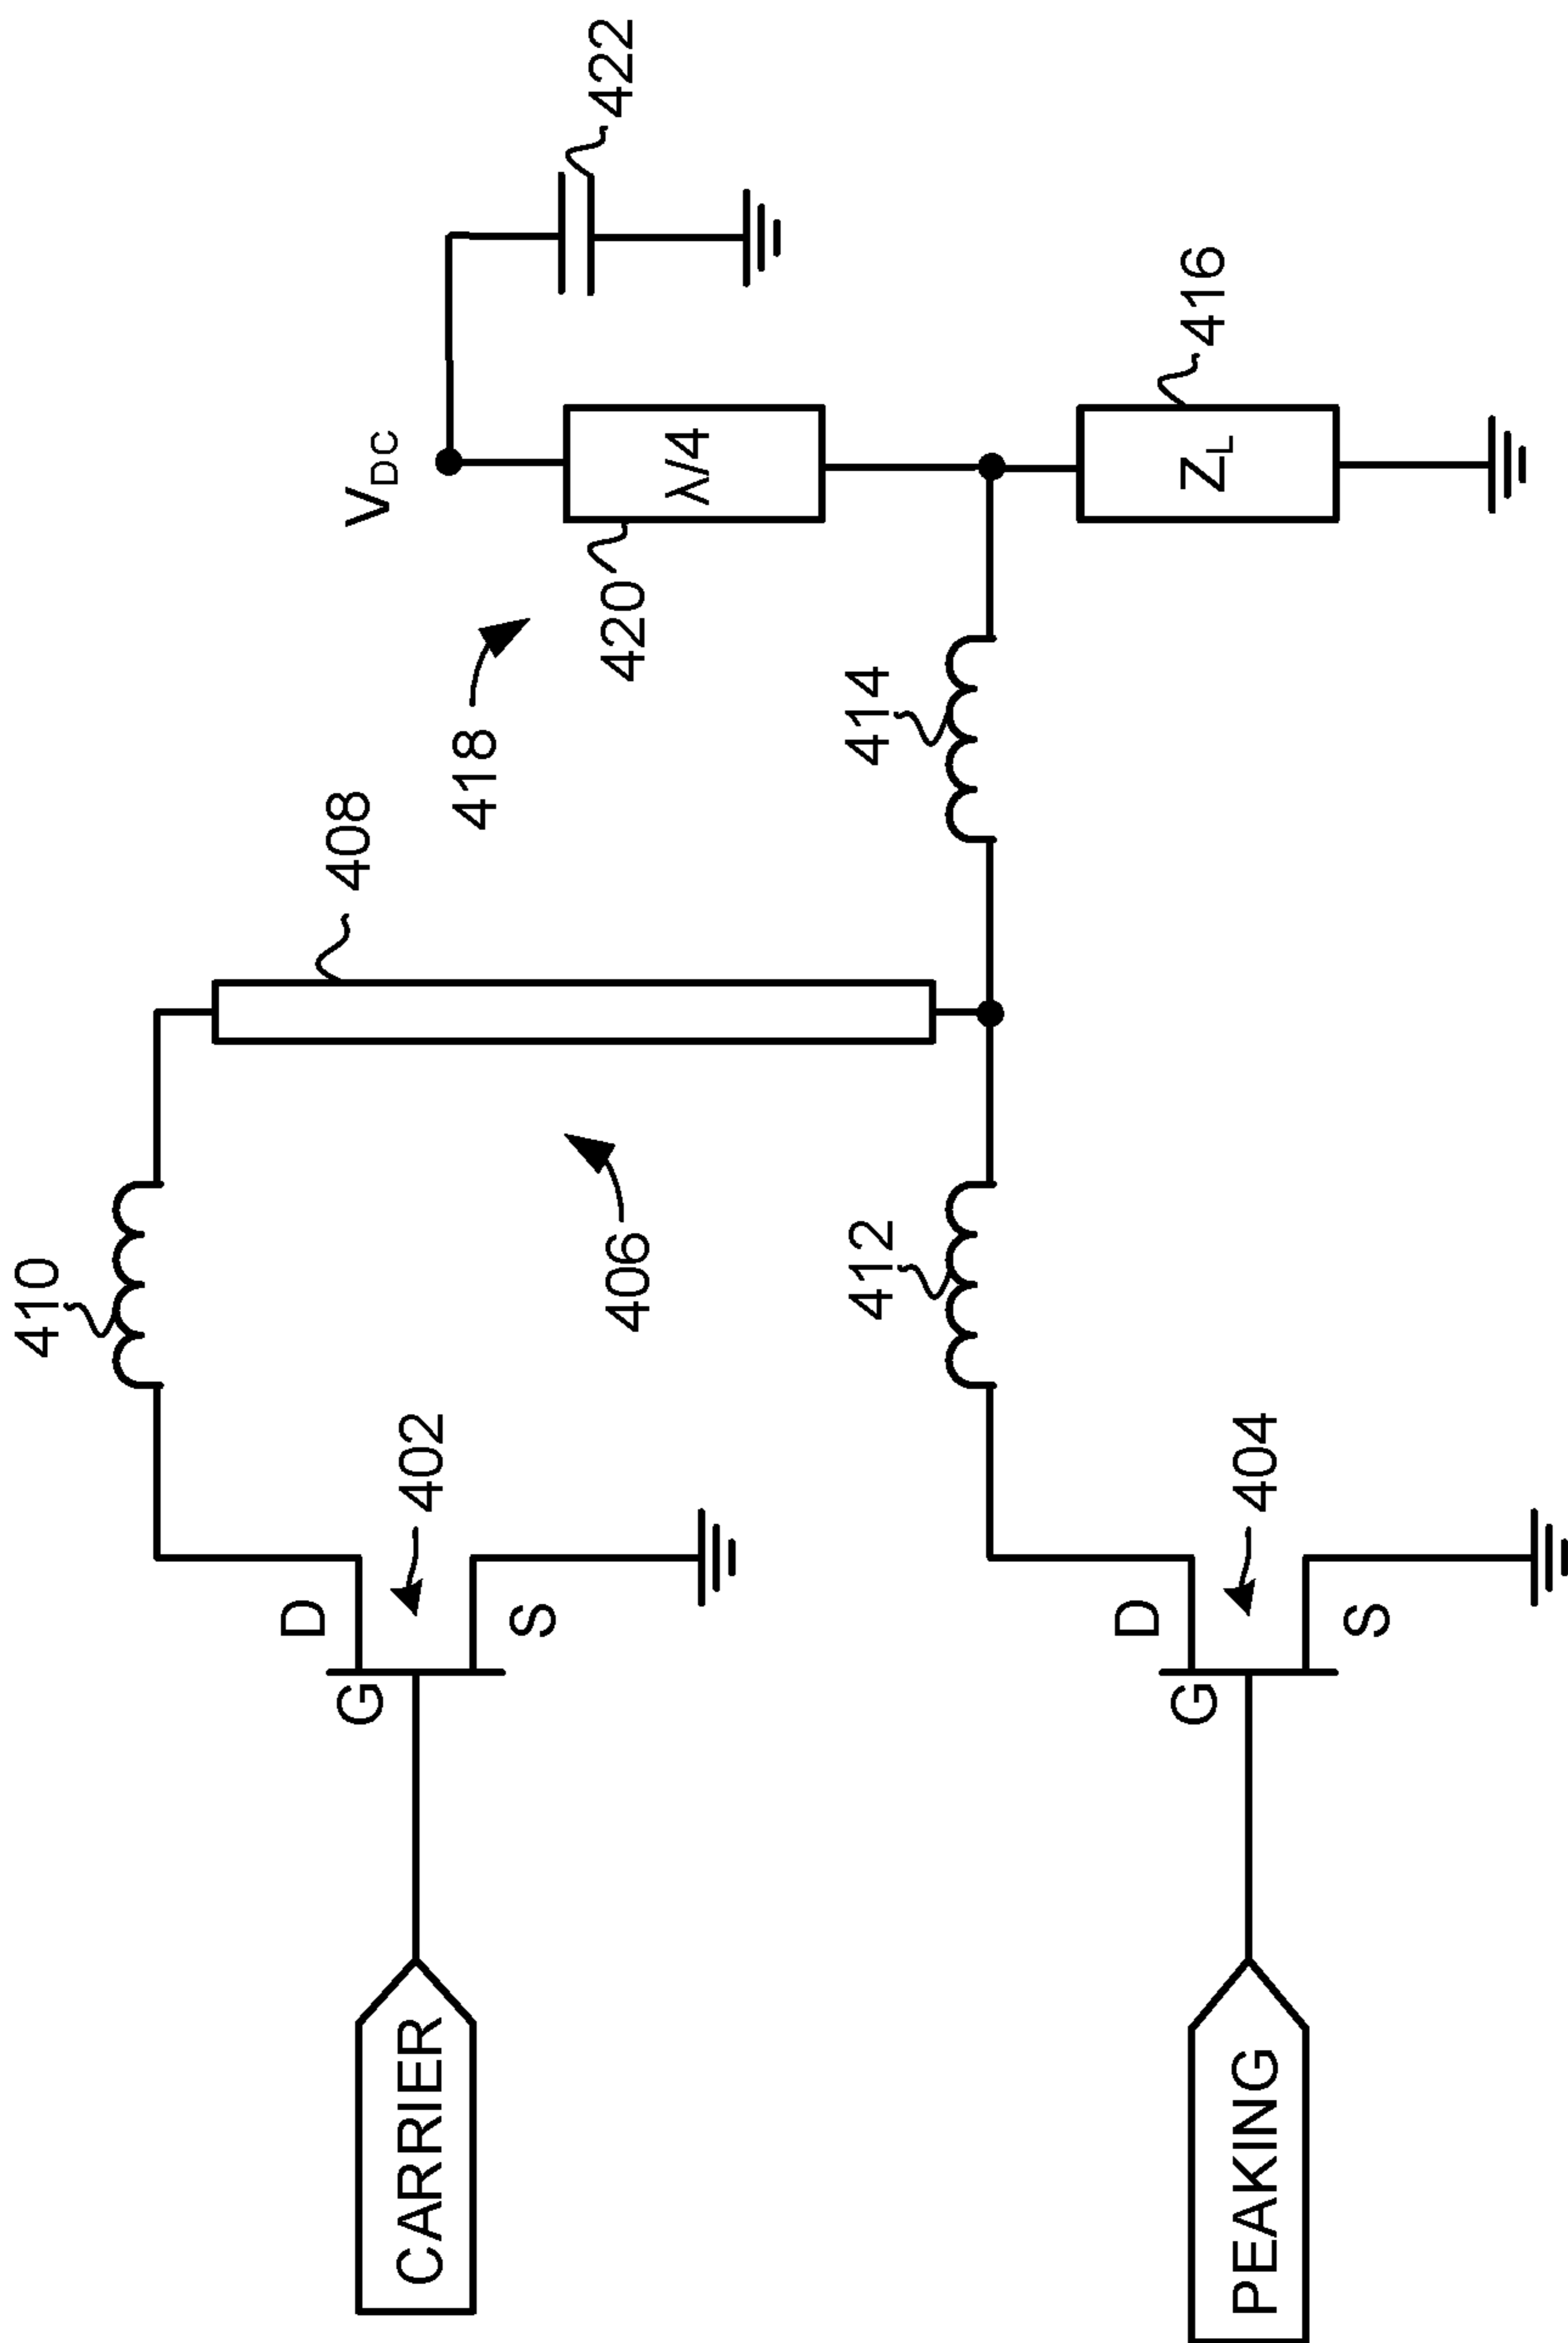 CARRIER
G
D
S
402
410
406
408
418
V_DC
420
λ/4
422
PEAKING
G
D
S
404
412
414
Z_L
416